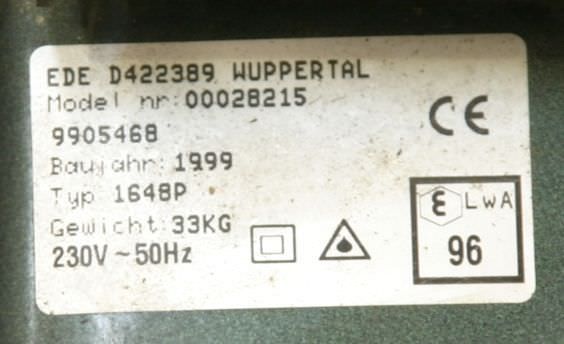 EDE D422389 WUPPERTAL
Model nr: 00028215
9905468
Baujahr: 1999
Typ 1648P
Gewicht: 33KG
230V ~ 50Hz
CE
ε LWA
96